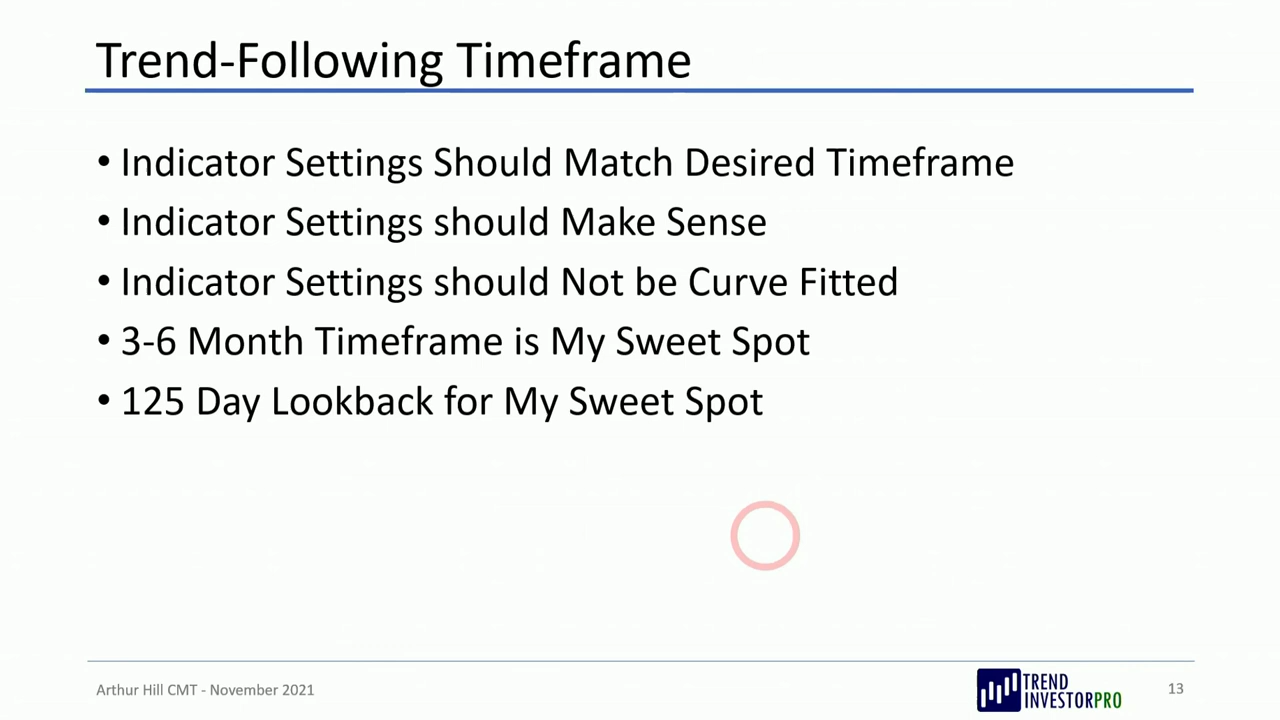 Trend-Following Timeframe
• Indicator Settings Should Match Desired Timeframe
• Indicator Settings should Make Sense
• Indicator Settings should Not be Curve Fitted
• 3-6 Month Timeframe is My Sweet Spot
• 125 Day Lookback for My Sweet Spot
Arthur Hill CMT - November 2021
TREND
INVESTORPRO
13